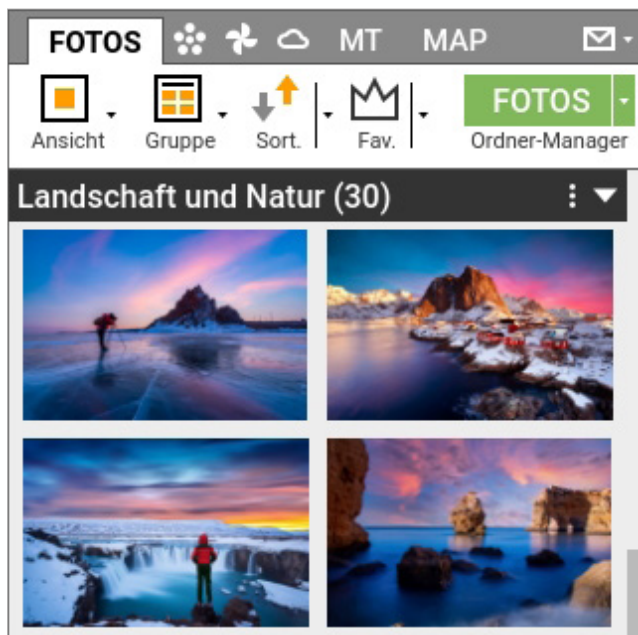 FOTOS MT MAP
Ansicht Gruppe Sort. Fav. FOTOS
Ordner-Manager
Landschaft und Natur (30)